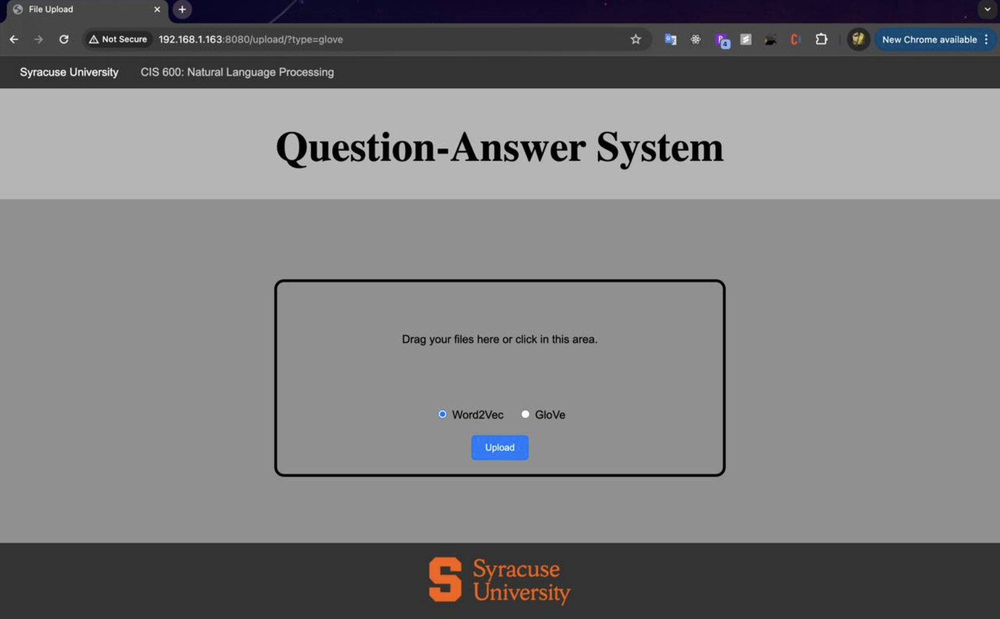 File Upload
Not Secure 192.168.1.163:8080/upload/?type=glove
4
New Chrome available
Syracuse University CIS 600: Natural Language Processing
Question-Answer System
Drag your files here or click in this area.
Word2Vec GloVe
Upload
S
Syracuse
University